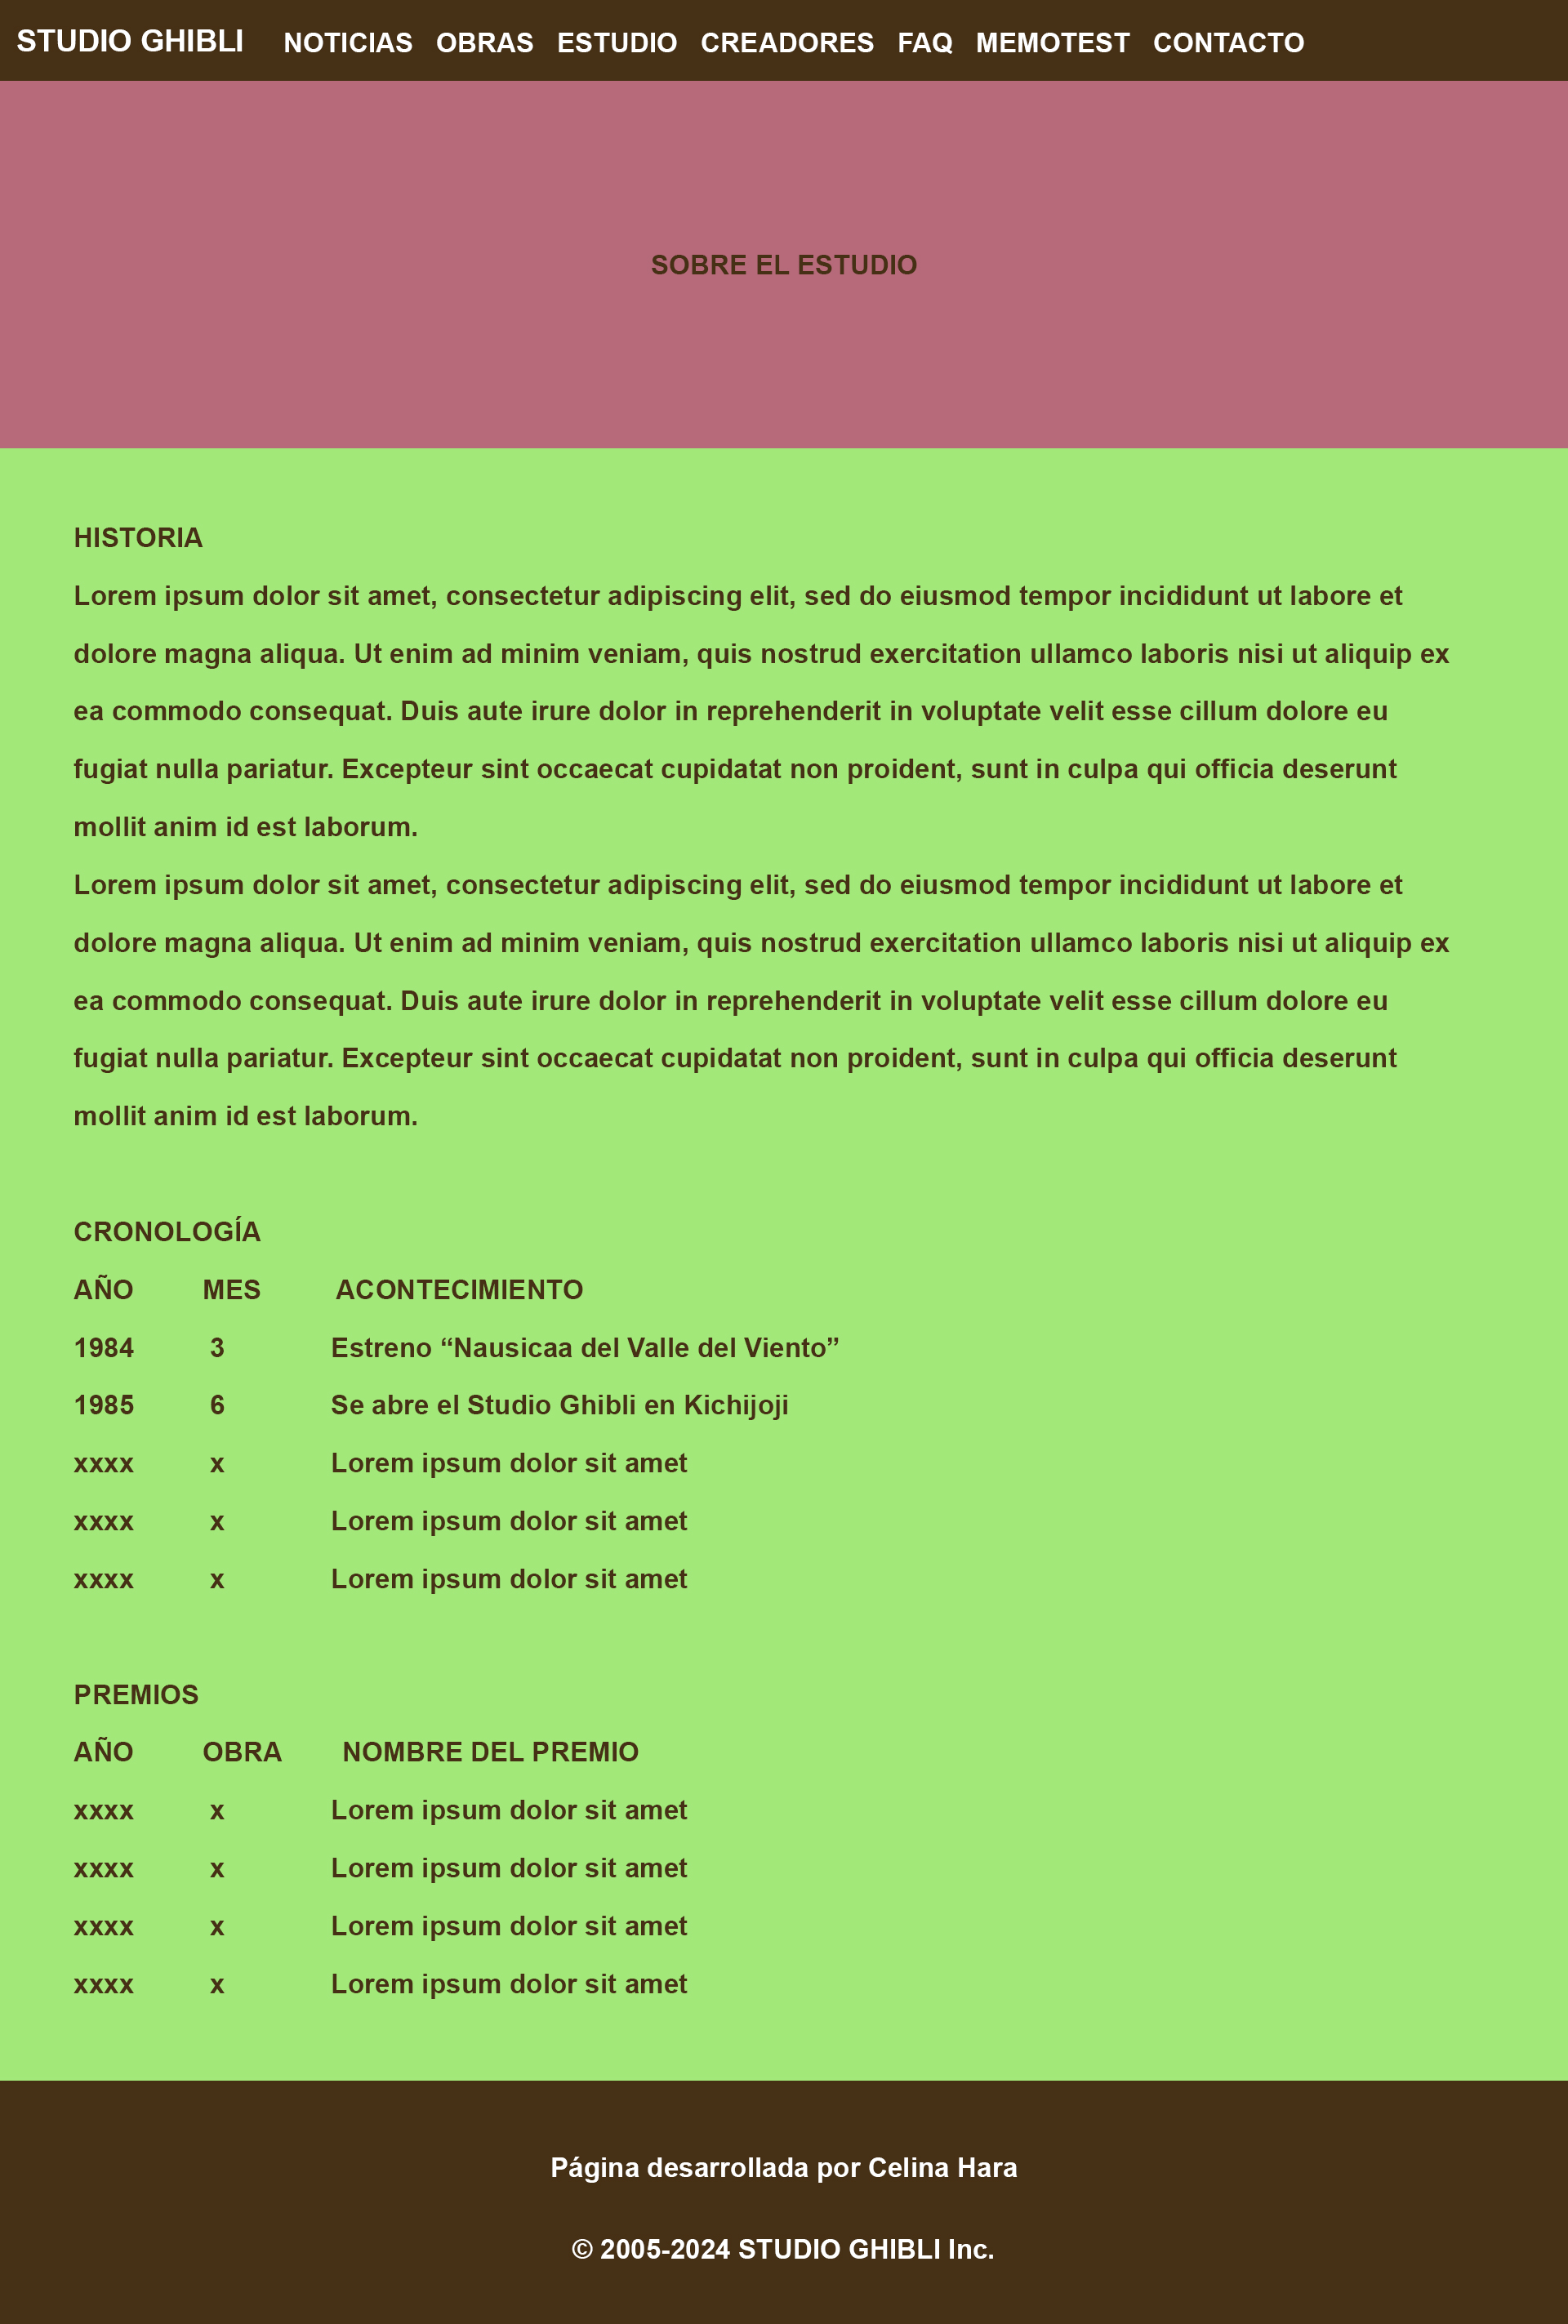 STUDIO GHIBLI NOTICIAS OBRAS ESTUDIO CREADORES FAQ MEMOTEST CONTACTO
SOBRE EL ESTUDIO
HISTORIA
Lorem ipsum dolor sit amet, consectetur adipiscing elit, sed do eiusmod tempor incididunt ut labore et
dolore magna aliqua. Ut enim ad minim veniam, quis nostrud exercitation ullamco laboris nisi ut aliquip ex
ea commodo consequat. Duis aute irure dolor in reprehenderit in voluptate velit esse cillum dolore eu
fugiat nulla pariatur. Excepteur sint occaecat cupidatat non proident, sunt in culpa qui officia deserunt
mollit anim id est laborum.
Lorem ipsum dolor sit amet, consectetur adipiscing elit, sed do eiusmod tempor incididunt ut labore et
dolore magna aliqua. Ut enim ad minim veniam, quis nostrud exercitation ullamco laboris nisi ut aliquip ex
ea commodo consequat. Duis aute irure dolor in reprehenderit in voluptate velit esse cillum dolore eu
fugiat nulla pariatur. Excepteur sint occaecat cupidatat non proident, sunt in culpa qui officia deserunt
mollit anim id est laborum.
CRONOLOGÍA
AÑO MES ACONTECIMIENTO
1984 3 Estreno “Nausicaa del Valle del Viento”
1985 6 Se abre el Studio Ghibli en Kichijoji
xxxx x Lorem ipsum dolor sit amet
xxxx x Lorem ipsum dolor sit amet
xxxx x Lorem ipsum dolor sit amet
PREMIOS
AÑO OBRA NOMBRE DEL PREMIO
xxxx x Lorem ipsum dolor sit amet
xxxx x Lorem ipsum dolor sit amet
xxxx x Lorem ipsum dolor sit amet
xxxx x Lorem ipsum dolor sit amet
Página desarrollada por Celina Hara
© 2005-2024 STUDIO GHIBLI Inc.